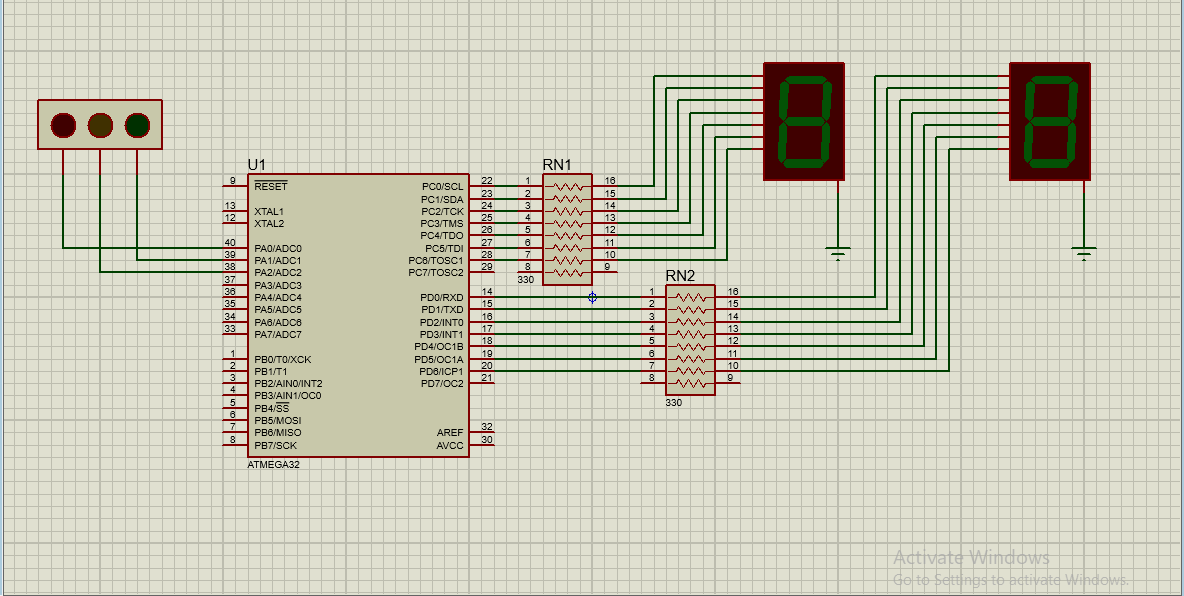 U1
9 RESET
13 XTAL1
12 XTAL2
40 PA0/ADC0
39 PA1/ADC1
38 PA2/ADC2
37 PA3/ADC3
36 PA4/ADC4
35 PA5/ADC5
34 PA6/ADC6
33 PA7/ADC7
1 PB0/T0/XCK
2 PB1/T1
3 PB2/AIN0/INT2
4 PB3/AIN1/OC0
5 PB4/SS
6 PB5/MOSI
7 PB6/MISO
8 PB7/SCK
PC0/SCL 22
PC1/SDA 23
PC2/TCK 24
PC3/TMS 25
PC4/TDO 26
PC5/TDI 27
PC6/TOSC1 28
PC7/TOSC2 29
PD0/RXD 14
PD1/TXD 15
PD2/INT0 16
PD3/INT1 17
PD4/OC1B 18
PD5/OC1A 19
PD6/ICP1 20
PD7/OC2 21
AREF 32
AVCC 30
ATMEGA32
RN1
1 16
2 15
3 14
4 13
5 12
6 11
7 10
8 9
330
RN2
1 16
2 15
3 14
4 13
5 12
6 11
7 10
8 9
330
Activate Windows
Go to Settings to activate Windows.